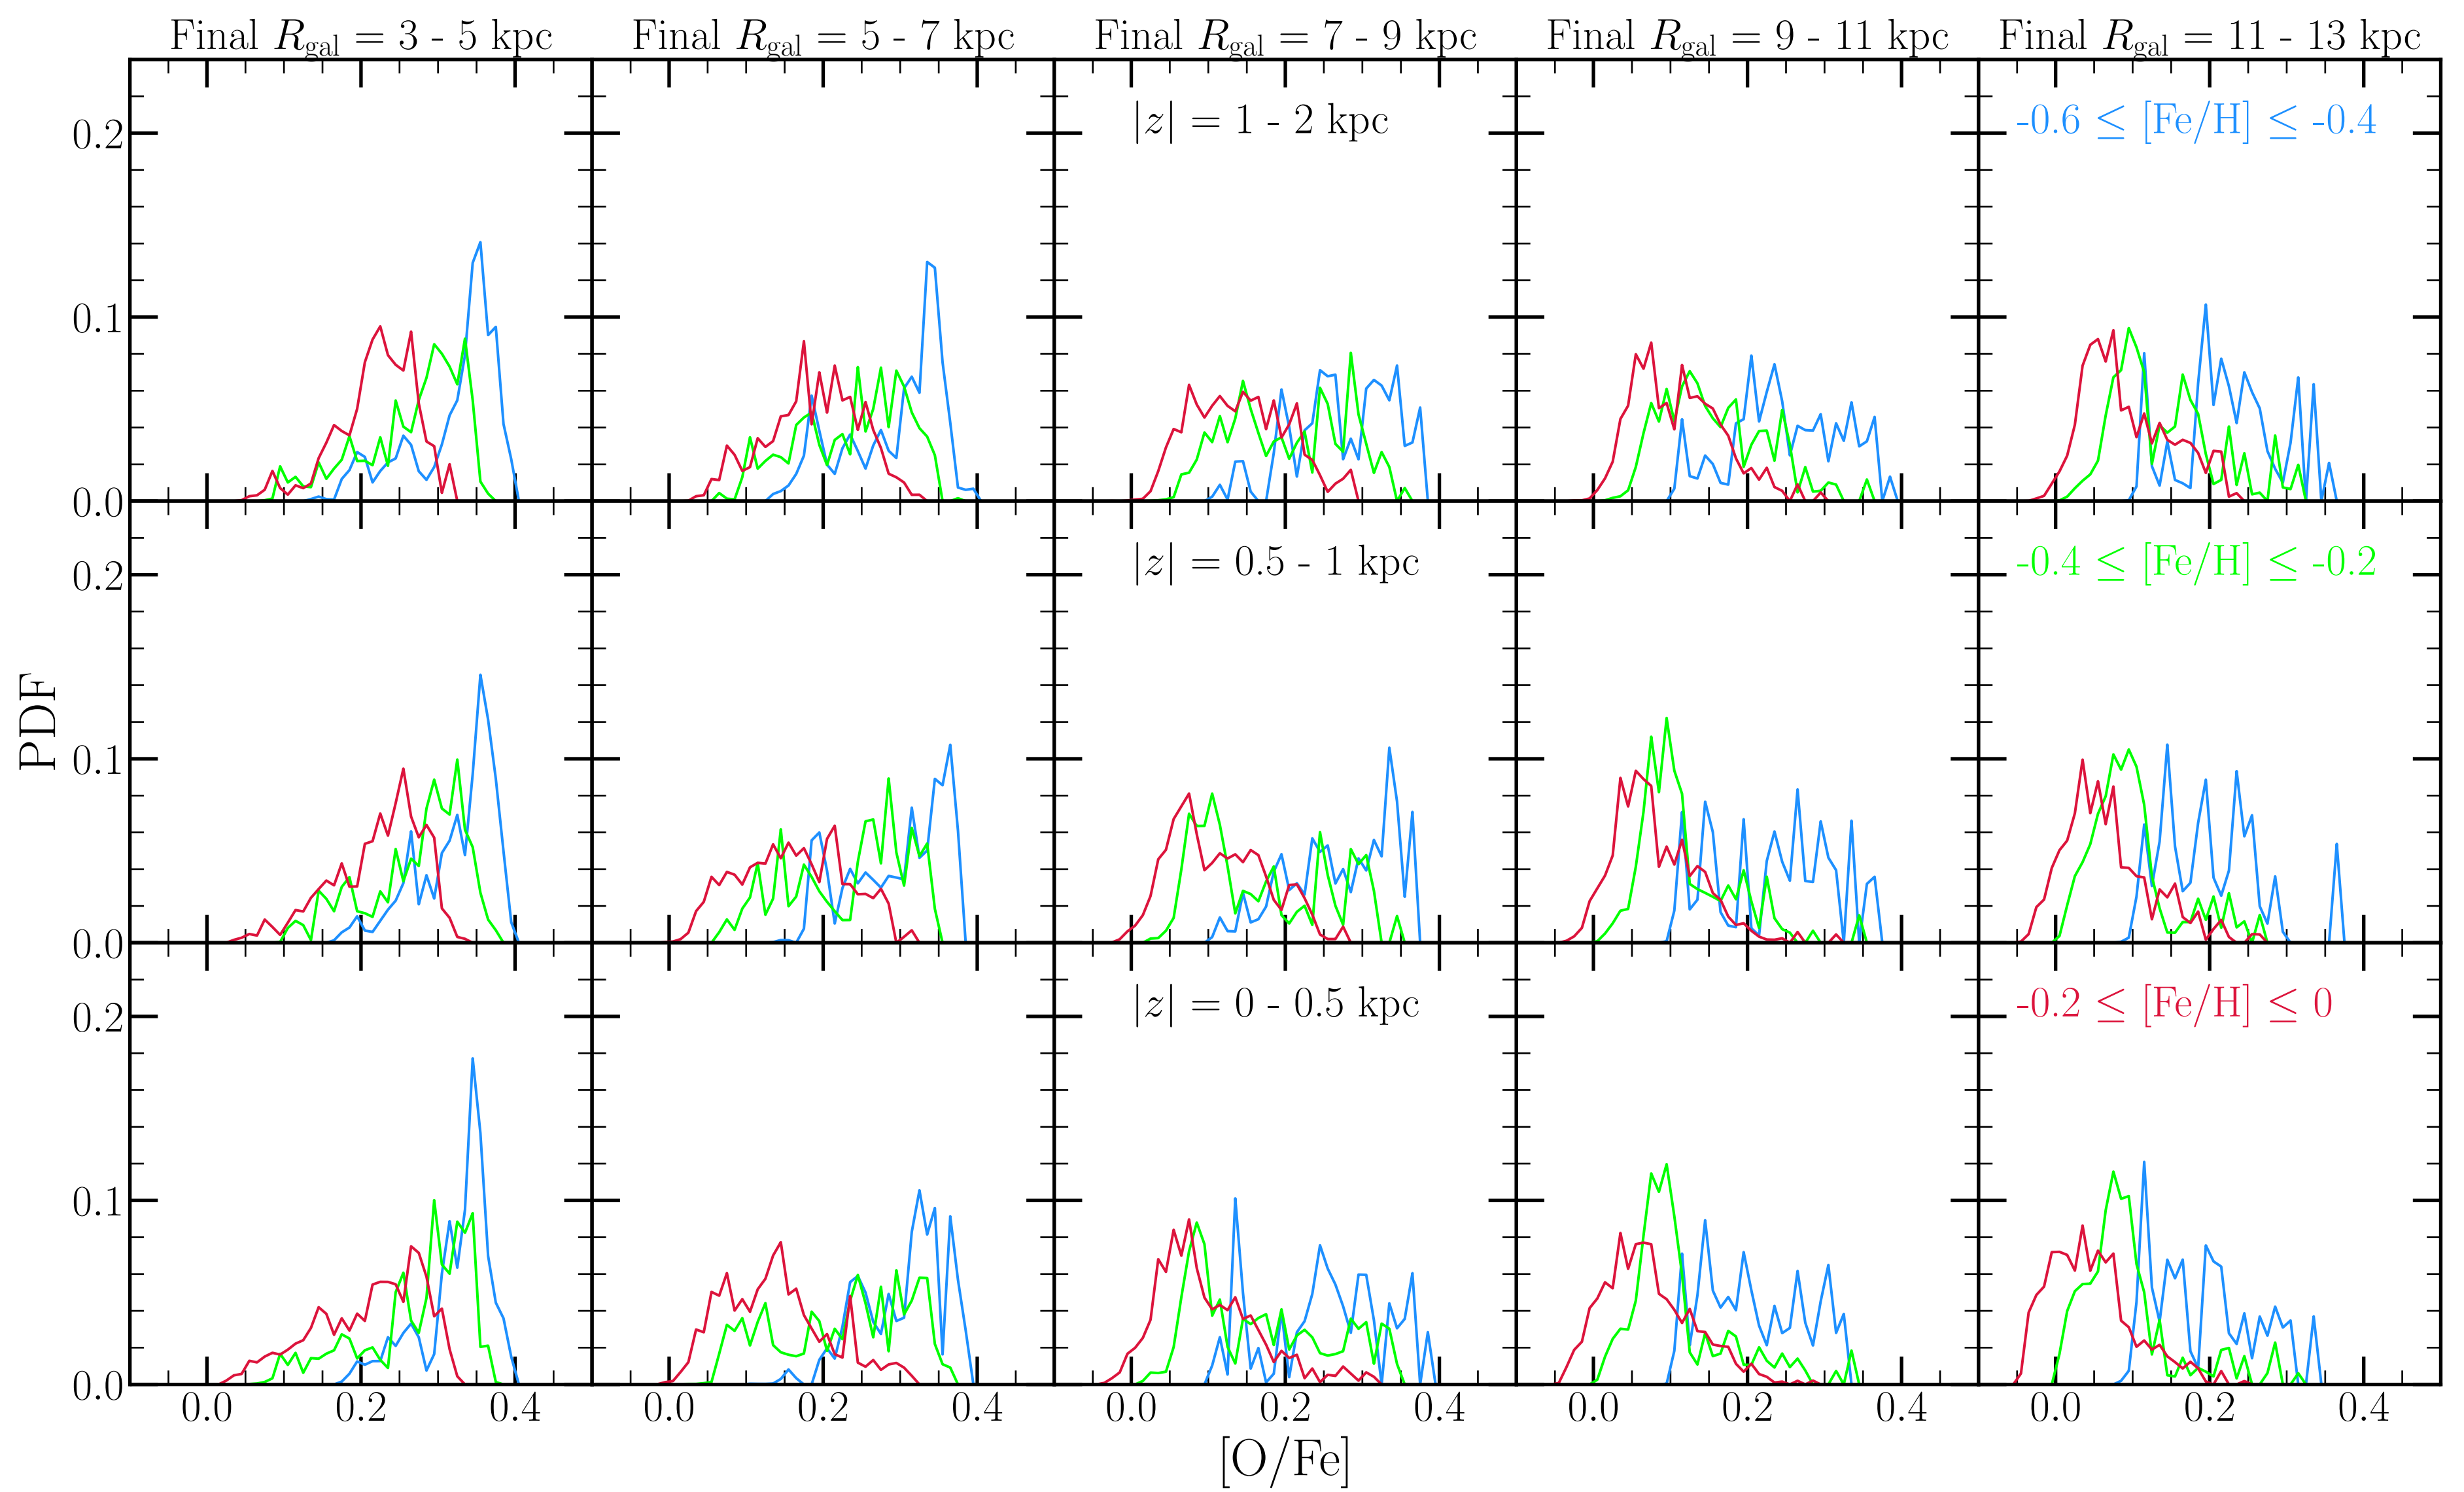 Final R_gal = 3 - 5 kpc Final R_gal = 5 - 7 kpc Final R_gal = 7 - 9 kpc Final R_gal = 9 - 11 kpc Final R_gal = 11 - 13 kpc
|z| = 1 - 2 kpc -0.6 ≤ [Fe/H] ≤ -0.4
0.2
0.1
0.0
|z| = 0.5 - 1 kpc -0.4 ≤ [Fe/H] ≤ -0.2
0.2
PDF
0.1
0.0
|z| = 0 - 0.5 kpc -0.2 ≤ [Fe/H] ≤ 0
0.2
0.1
0.0
0.0 0.2 0.4 0.0 0.2 0.4 0.0 0.2 0.4 0.0 0.2 0.4 0.0 0.2 0.4
[O/Fe]